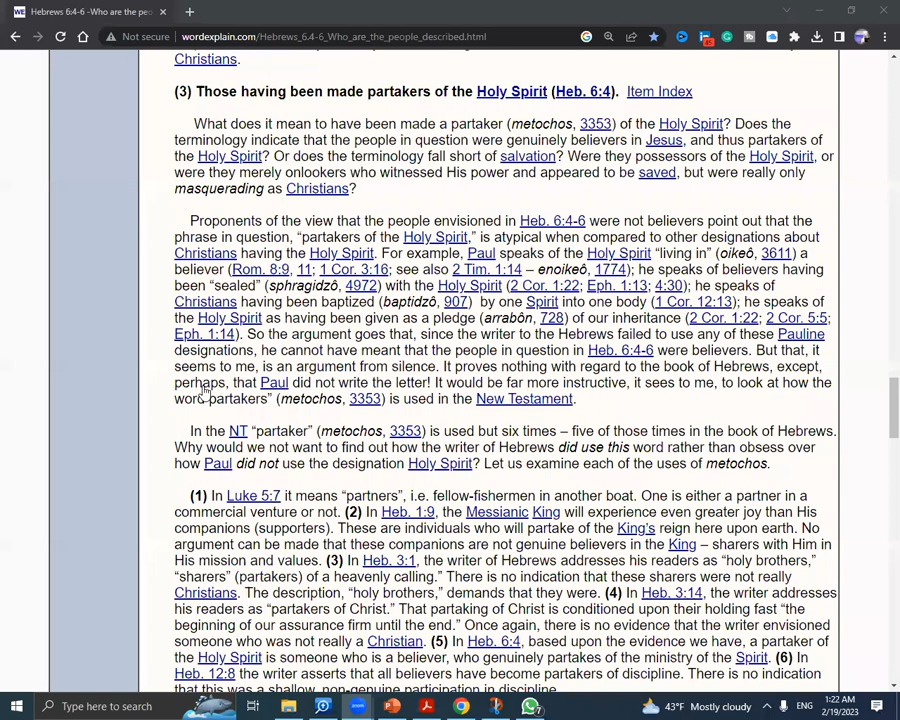 WE Hebrews 6:4-6 -Who are the peo
Not secure wordexplain.com/Hebrews_6.4-6_Who_are_the_people_described.html
Christians.
(3) Those having been made partakers of the Holy Spirit (Heb. 6:4). Item Index
What does it mean to have been made a partaker (metochos, 3353) of the Holy Spirit? Does the
terminology indicate that the people in question were genuinely believers in Jesus, and thus partakers of
the Holy Spirit? Or does the terminology fall short of salvation? Were they possessors of the Holy Spirit, or
were they merely onlookers who witnessed His power and appeared to be saved, but were really only
masquerading as Christians?
Proponents of the view that the people envisioned in Heb. 6:4-6 were not believers point out that the
phrase in question, “partakers of the Holy Spirit,” is atypical when compared to other designations about
Christians having the Holy Spirit. For example, Paul speaks of the Holy Spirit “living in” (oikeô, 3611) a
believer (Rom. 8:9, 11; 1 Cor. 3:16; see also 2 Tim. 1:14 – enoikeô, 1774); he speaks of believers having
been “sealed” (sphragidzô, 4972) with the Holy Spirit (2 Cor. 1:22; Eph. 1:13; 4:30); he speaks of
Christians having been baptized (baptidzô, 907) by one Spirit into one body (1 Cor. 12:13); he speaks of
the Holy Spirit as having been given as a pledge (arrabôn, 728) of our inheritance (2 Cor. 1:22; 2 Cor. 5:5;
Eph. 1:14). So the argument goes that, since the writer to the Hebrews failed to use any of these Pauline
designations, he cannot have meant that the people in question in Heb. 6:4-6 were believers. But that, it
seems to me, is an argument from silence. It proves nothing with regard to the book of Hebrews, except,
perhaps, that Paul did not write the letter! It would be far more instructive, it sees to me, to look at how the
word partakers” (metochos, 3353) is used in the New Testament.
In the NT “partaker” (metochos, 3353) is used but six times – five of those times in the book of Hebrews.
Why would we not want to find out how the writer of Hebrews did use this word rather than obsess over
how Paul did not use the designation Holy Spirit? Let us examine each of the uses of metochos.
(1) In Luke 5:7 it means “partners”, i.e. fellow-fishermen in another boat. One is either a partner in a
commercial venture or not. (2) In Heb. 1:9, the Messianic King will experience even greater joy than His
companions (supporters). These are individuals who will partake of the King's reign here upon earth. No
argument can be made that these companions are not genuine believers in the King – sharers with Him in
His mission and values. (3) In Heb. 3:1, the writer of Hebrews addresses his readers as “holy brothers,”
“sharers” (partakers) of a heavenly calling.” There is no indication that these sharers were not really
Christians. The description, “holy brothers,” demands that they were. (4) In Heb. 3:14, the writer addresses
his readers as “partakers of Christ.” That partaking of Christ is conditioned upon their holding fast “the
beginning of our assurance firm until the end.” Once again, there is no evidence that the writer envisioned
someone who was not really a Christian. (5) In Heb. 6:4, based upon the evidence we have, a partaker of
the Holy Spirit is someone who is a believer, who genuinely partakes of the ministry of the Spirit. (6) In
Heb. 12:8 the writer asserts that all believers have become partakers of discipline. There is no indication
that this was a shallow, non-genuine participation in discipline.
Type here to search
43°F Mostly cloudy
ENG
1:22 AM
2/19/2023